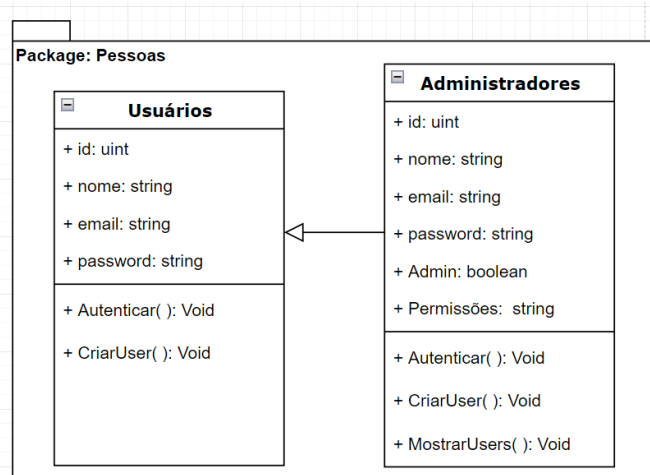 Package: Pessoas
Usuários
+ id: uint
+ nome: string
+ email: string
+ password: string
+ Autenticar( ): Void
+ CriarUser( ): Void
Administradores
+ id: uint
+ nome: string
+ email: string
+ password: string
+ Admin: boolean
+ Permissões:  string
+ Autenticar( ): Void
+ CriarUser( ): Void
+ MostrarUsers( ): Void